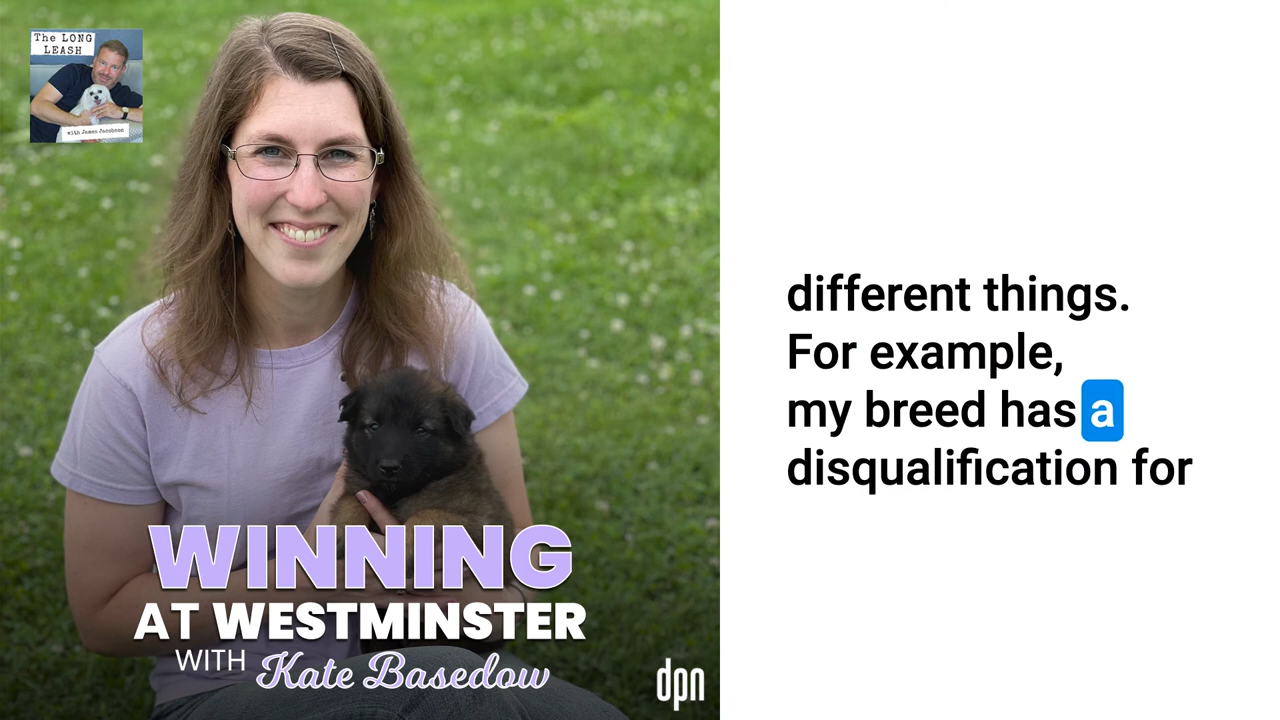 The LONG
LEASH
with James Jacobson
WINNING
AT WESTMINSTER
WITH Kate Basedow
dpn
different things.
For example,
my breed has a
disqualification for